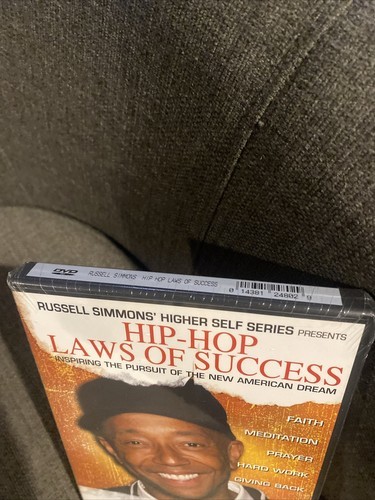 DVD
RUSSELL SIMMONS' HIP HOP LAWS OF SUCCESS
0 14381 24802 9
RUSSELL SIMMONS' HIGHER SELF SERIES PRESENTS
HIP-HOP
LAWS OF SUCCESS
INSPIRING THE PURSUIT OF THE NEW AMERICAN DREAM
FAITH
MEDITATION
PRAYER
HARD WORK
GIVING BACK